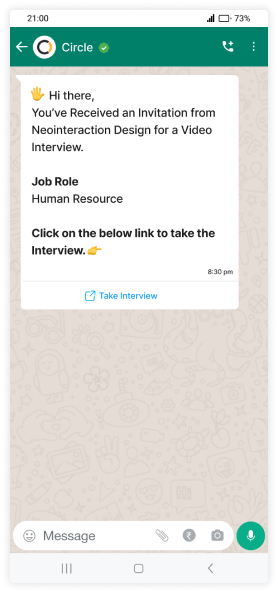 21:00
73%
Circle
🖐 Hi there,
You've Received an Invitation from
Neointeraction Design for a Video
Interview.
Job Role
Human Resource
Click on the below link to take the
Interview.👉
8:30 pm
Take Interview
Message
₹